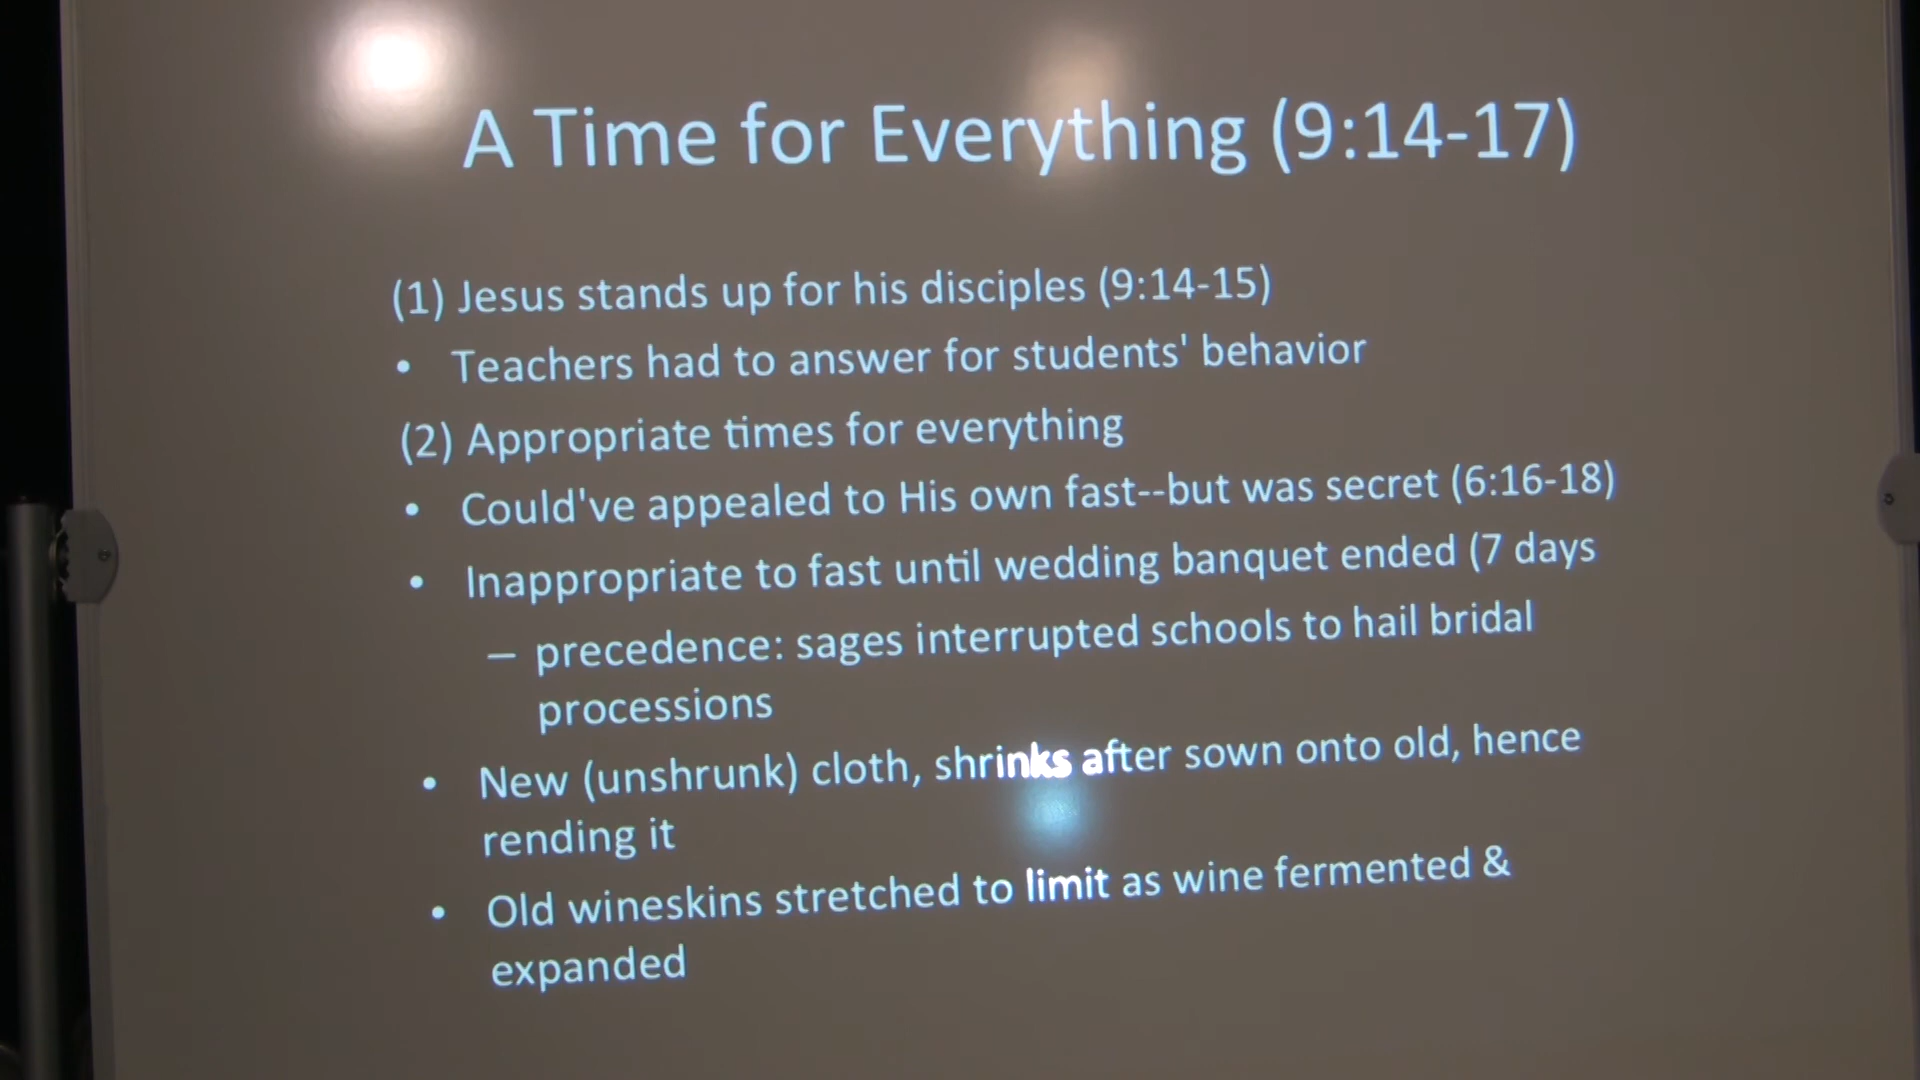 A Time for Everything (9:14-17)
(1) Jesus stands up for his disciples (9:14-15)
• Teachers had to answer for students' behavior
(2) Appropriate times for everything
• Could've appealed to His own fast--but was secret (6:16-18)
• Inappropriate to fast until wedding banquet ended (7 days
– precedence: sages interrupted schools to hail bridal
processions
• New (unshrunk) cloth, shrinks after sown onto old, hence
rending it
• Old wineskins stretched to limit as wine fermented &
expanded